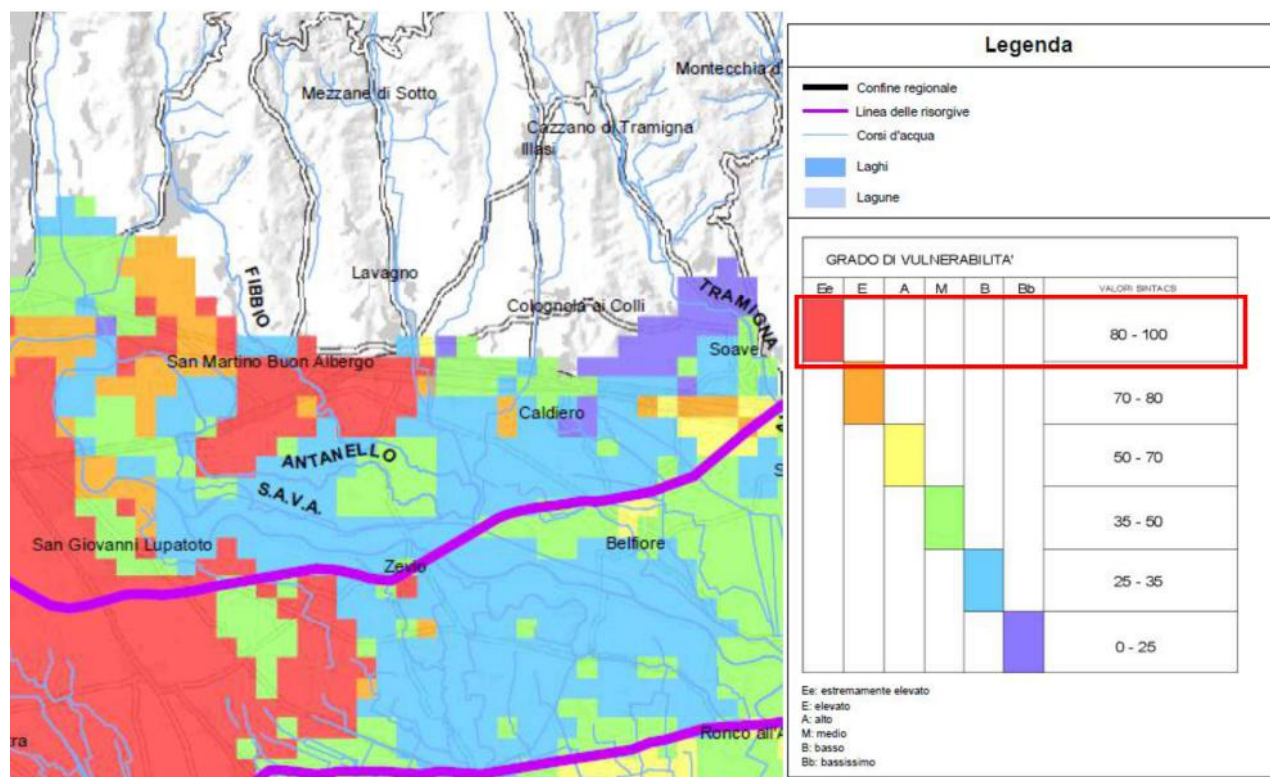 Montecchia d
Mezzane di Sotto
Cazzano di Tramigna
Illasi
FIBBIO
Lavagno
TRAMIGNA
Colognola ai Colli
Soave
San Martino Buon Albergo
Caldiero
ANTANELLO
S.A.V.A.
San Giovanni Lupatoto
Belfiore
Zevio
Ronco all'A
tra
Legenda
Confine regionale
Linea delle risorgive
Corsi d'acqua
Laghi
Lagune
GRADO DI VULNERABILITA'
Ee E A M B Bb VALORI SINTACS
80 - 100
70 - 80
50 - 70
35 - 50
25 - 35
0 - 25
Ee: estremamente elevato
E: elevato
A: alto
M: medio
B: basso
Bb: bassissimo